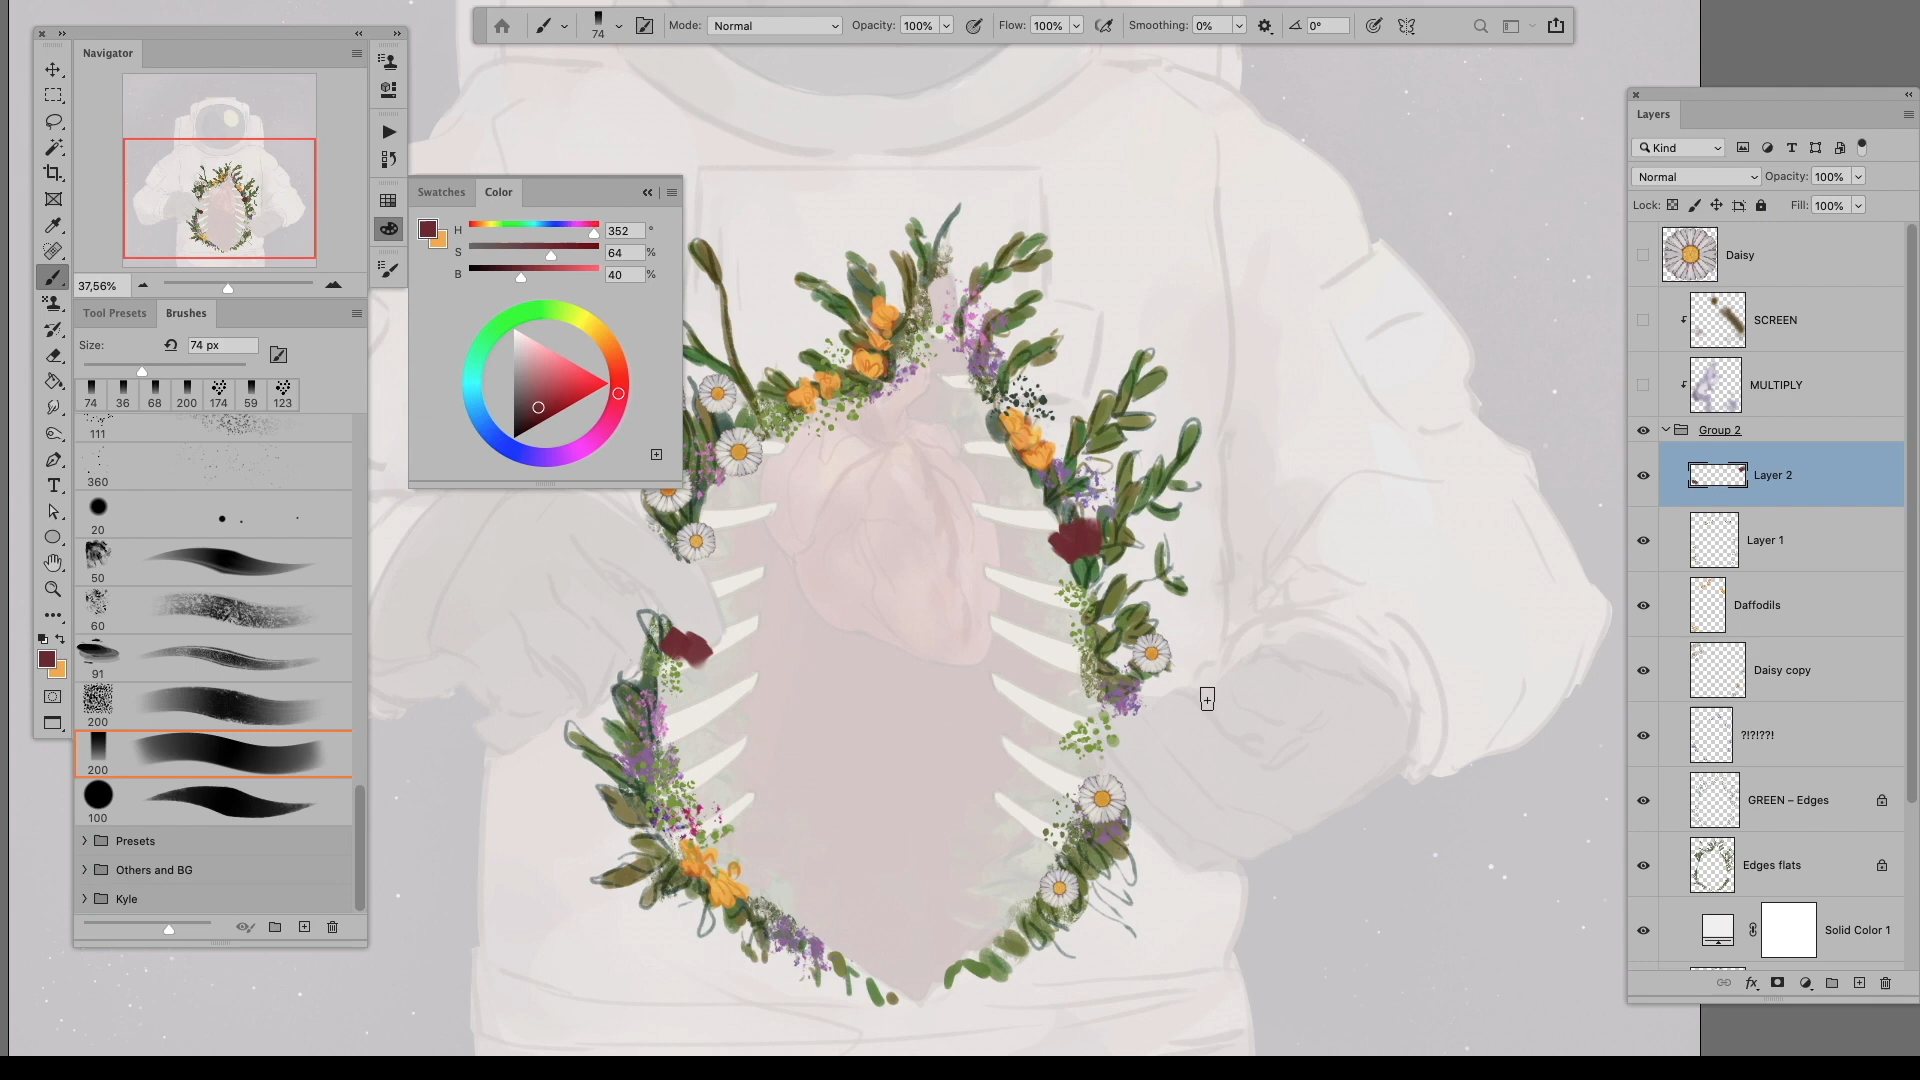 74
Mode: Normal
Opacity: 100%
Flow: 100%
Smoothing: 0%
0°
Navigator
37,56%
Tool Presets
Brushes
Size: 74 px
74 36 68 200 174 59 123
111
360
20
50
60
91
200
200
100
Presets
Others and BG
Kyle
Swatches
Color
H 352 °
S 64 %
B 40 %
Layers
Kind
Normal
Opacity: 100%
Lock:
Fill: 100%
Daisy
SCREEN
MULTIPLY
Group 2
Layer 2
Layer 1
Daffodils
Daisy copy
?!?!??!
GREEN – Edges
Edges flats
Solid Color 1
fx